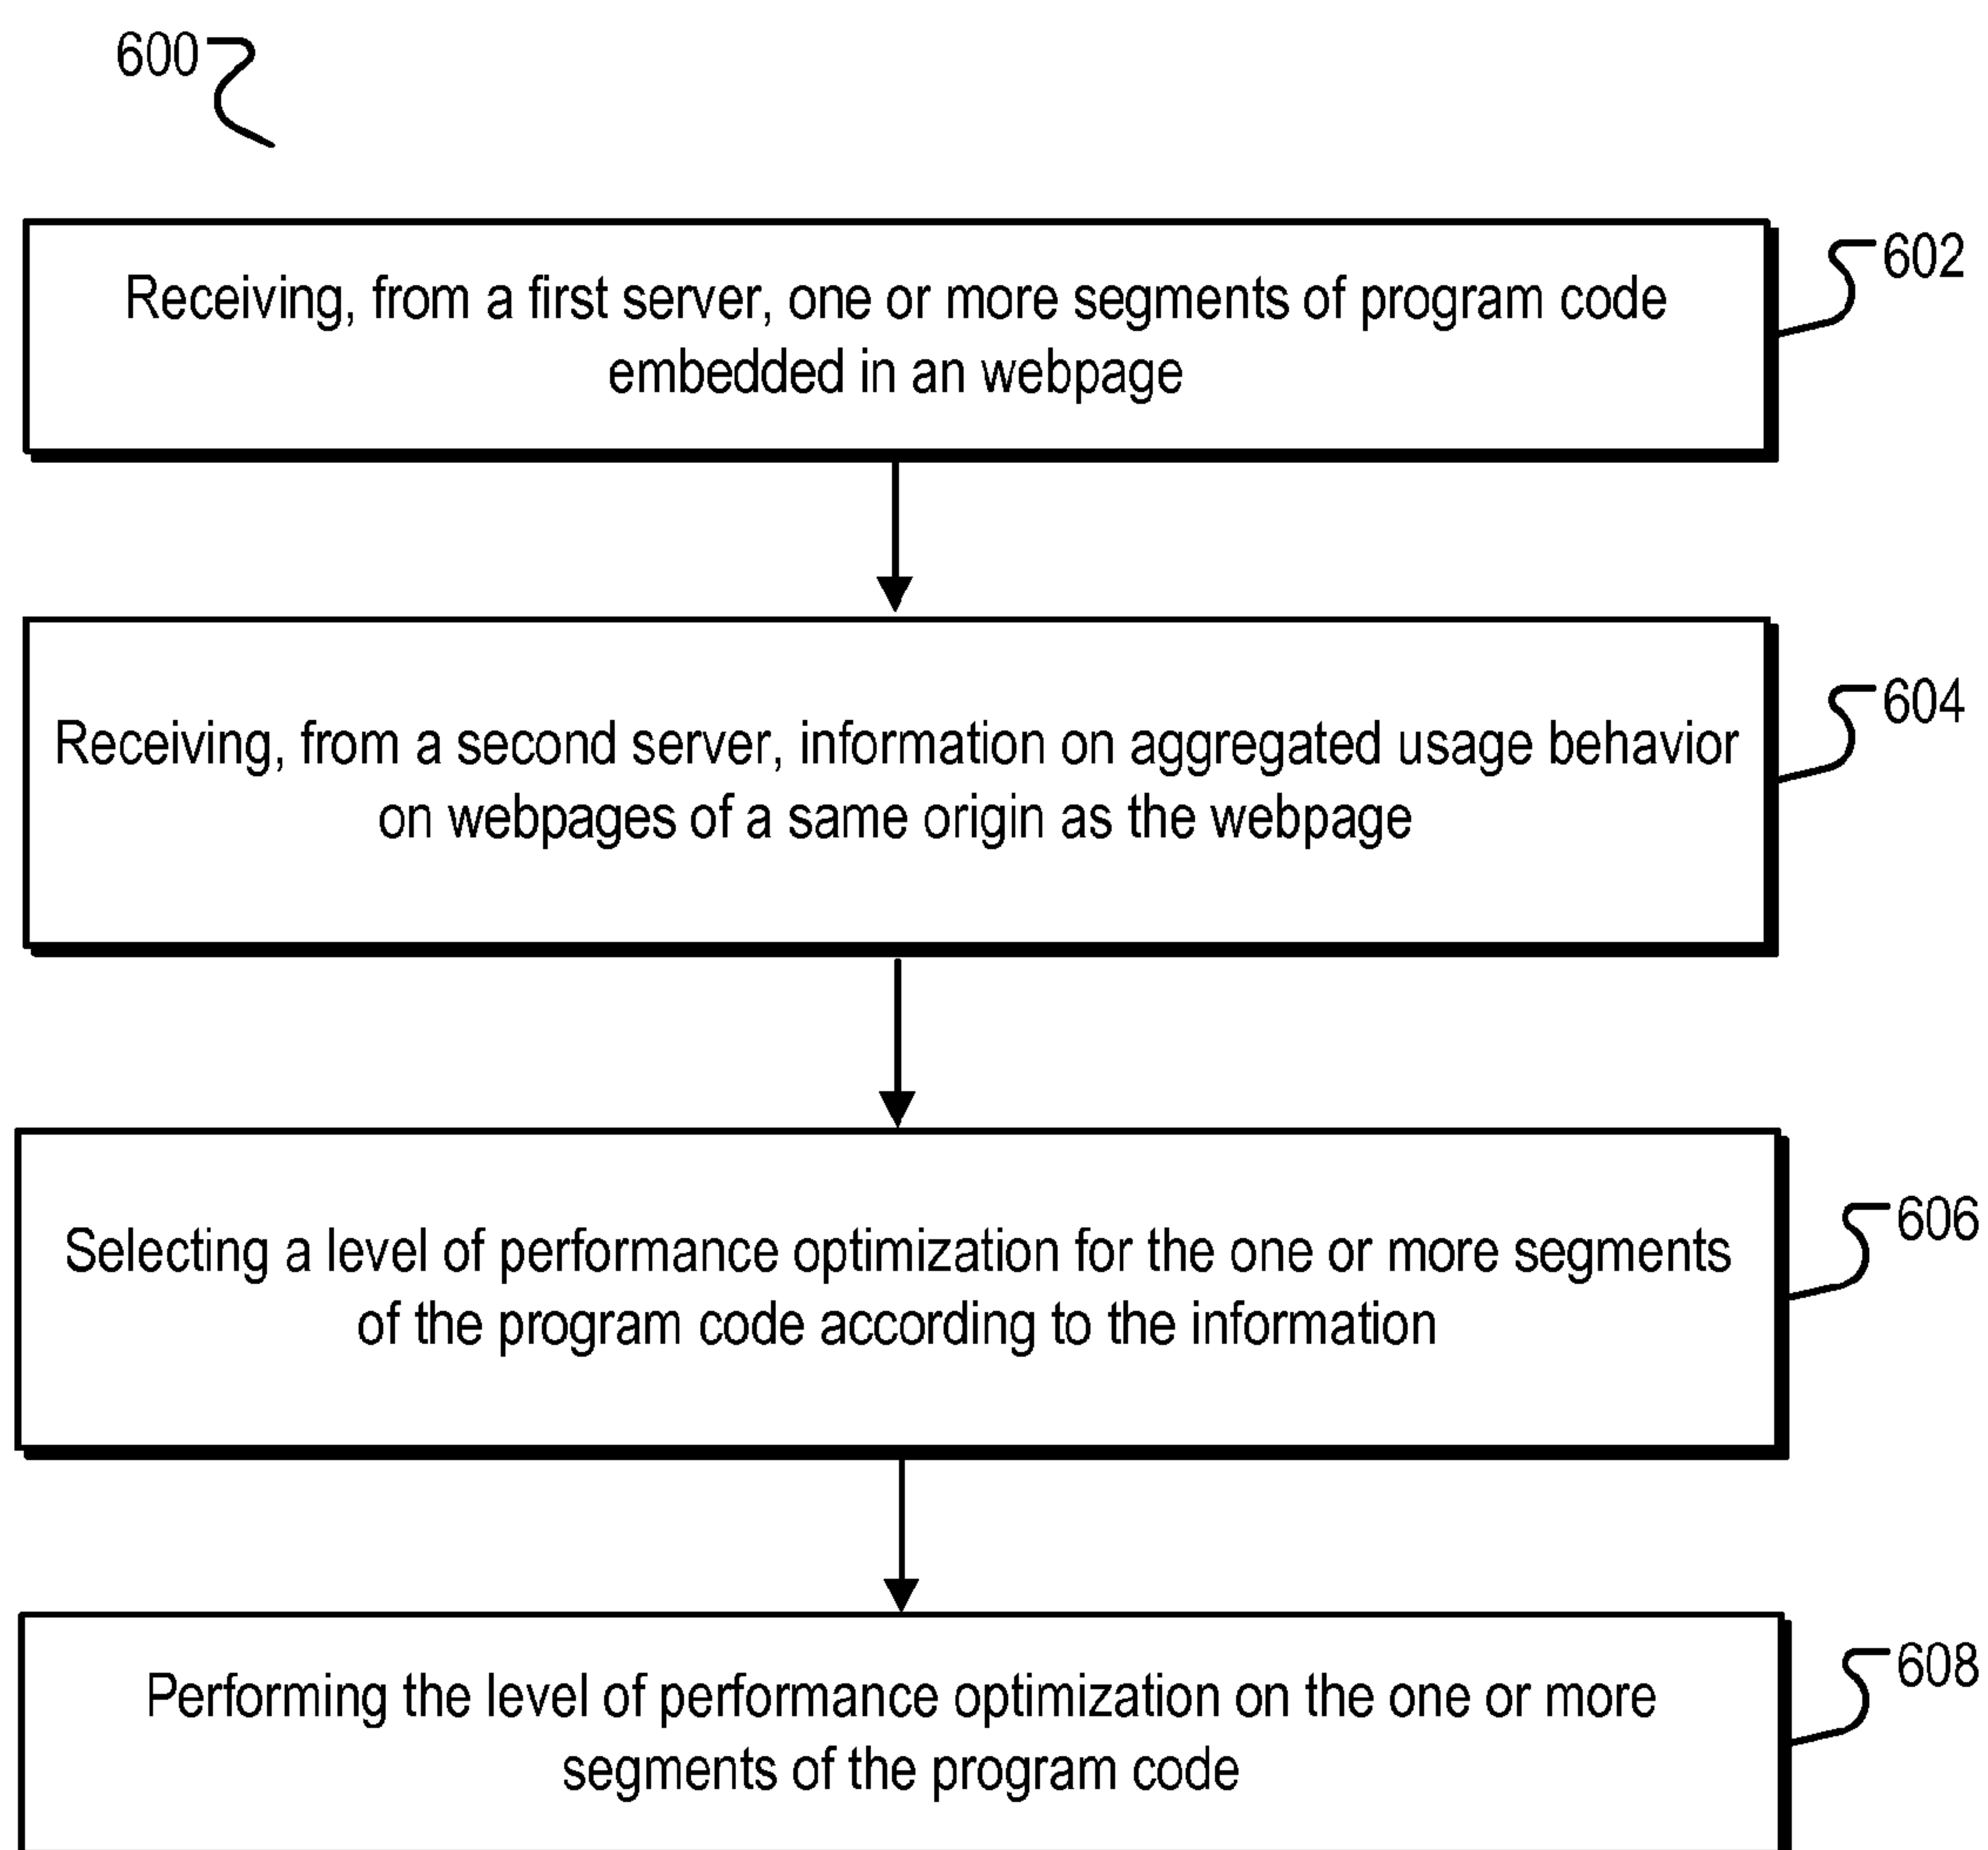 600
Receiving, from a first server, one or more segments of program code
embedded in an webpage
602
Receiving, from a second server, information on aggregated usage behavior
on webpages of a same origin as the webpage
604
Selecting a level of performance optimization for the one or more segments
of the program code according to the information
606
Performing the level of performance optimization on the one or more
segments of the program code
608